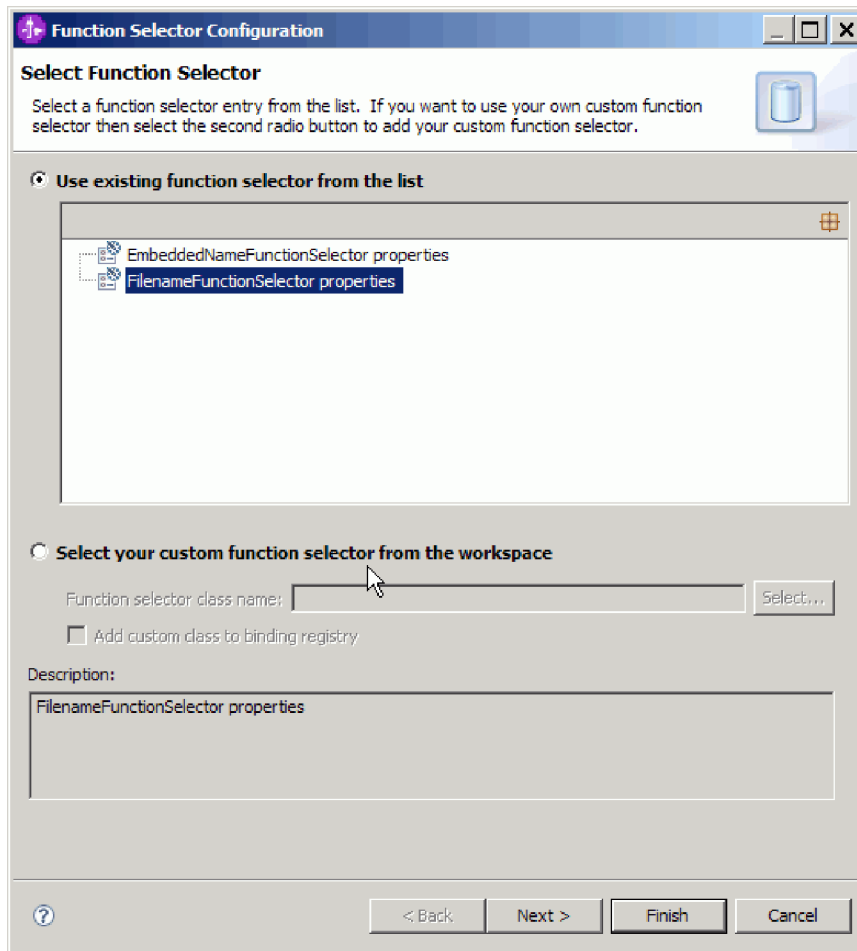 Function Selector Configuration
Select Function Selector
Select a function selector entry from the list. If you want to use your own custom function
selector then select the second radio button to add your custom function selector.
Use existing function selector from the list
EmbeddedNameFunctionSelector properties
FilenameFunctionSelector properties
Select your custom function selector from the workspace
Function selector class name:
Select...
Add custom class to binding registry
Description:
FilenameFunctionSelector properties
?
< Back
Next >
Finish
Cancel